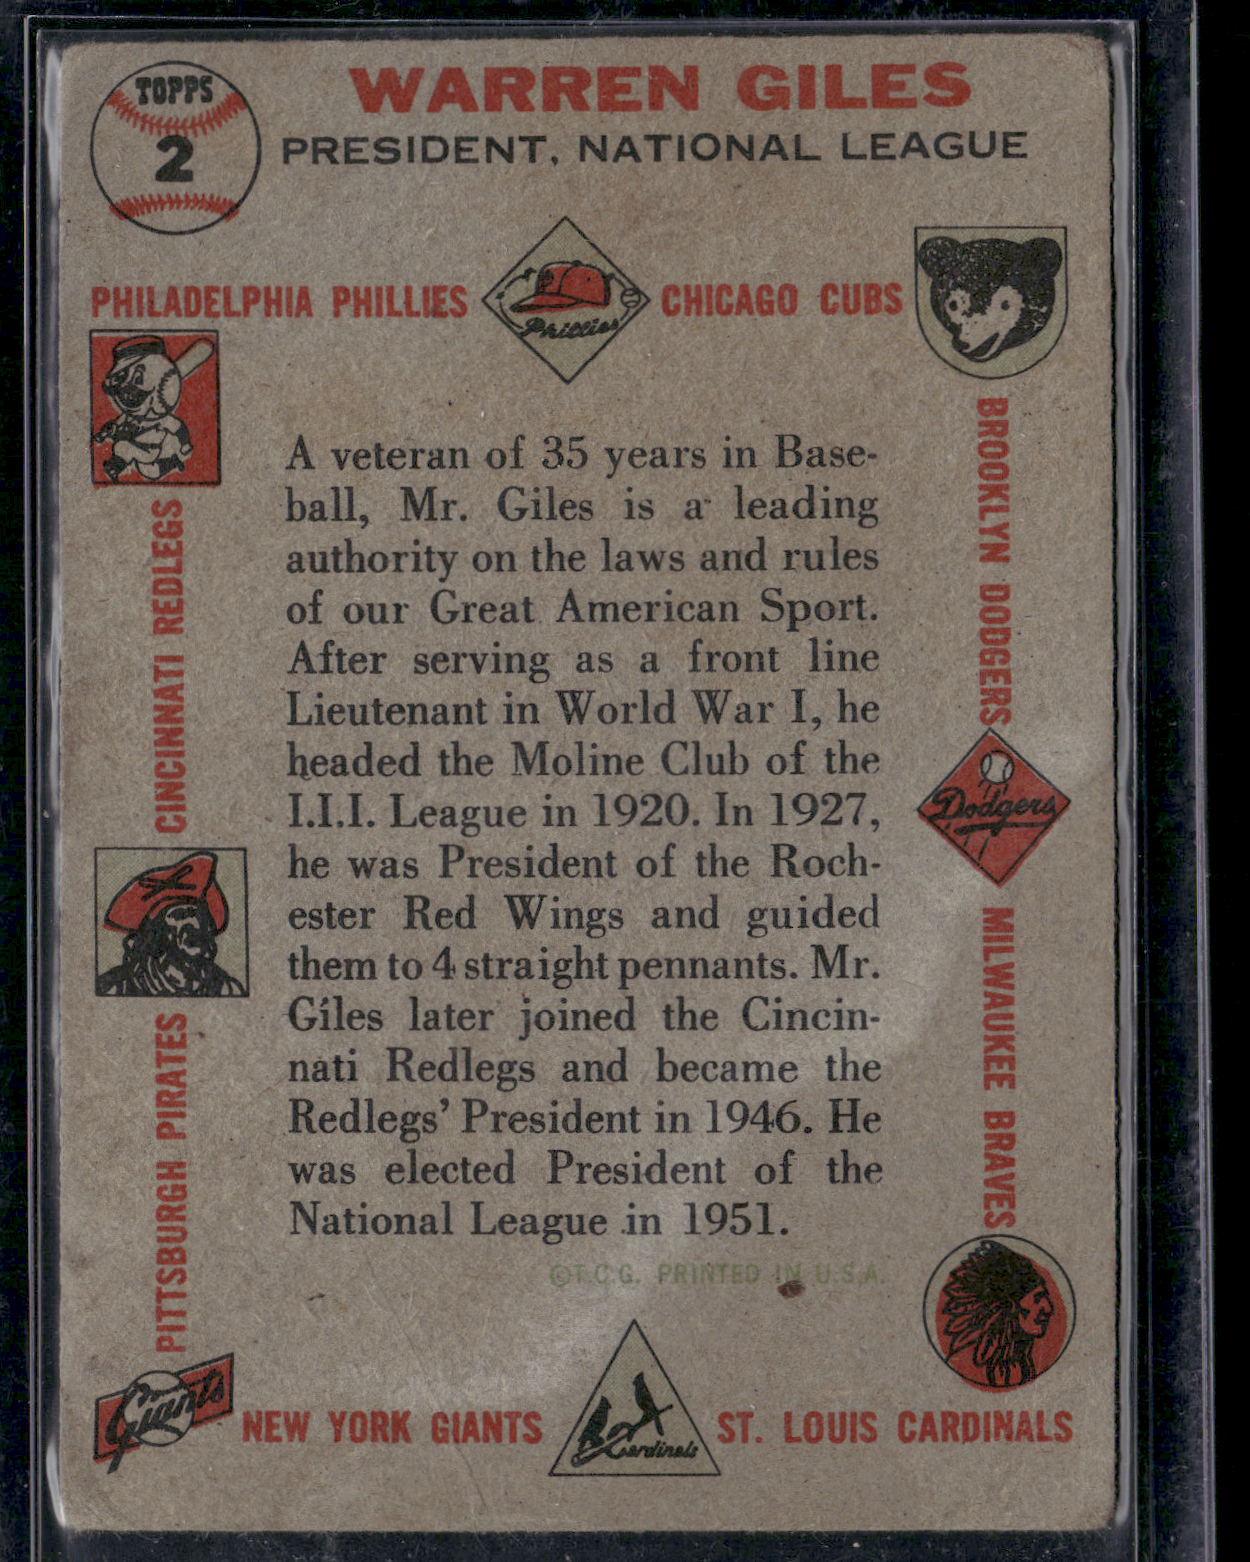 TOPPS
2
WARREN GILES
PRESIDENT, NATIONAL LEAGUE
PHILADELPHIA PHILLIES
Phillies
CHICAGO CUBS
CINCINNATI REDLEGS
BROOKLYN DODGERS
Dodgers
A veteran of 35 years in Base-
ball, Mr. Giles is a leading
authority on the laws and rules
of our Great American Sport.
After serving as a front line
Lieutenant in World War I, he
headed the Moline Club of the
I.I.I. League in 1920. In 1927,
he was President of the Roch-
ester Red Wings and guided
them to 4 straight pennants. Mr.
Giles later joined the Cincin-
nati Redlegs and became the
Redlegs' President in 1946. He
was elected President of the
National League in 1951.
©T.C.G. PRINTED IN U.S.A.
PITTSBURGH PIRATES
MILWAUKEE BRAVES
Giants
NEW YORK GIANTS
Cardinals
ST. LOUIS CARDINALS